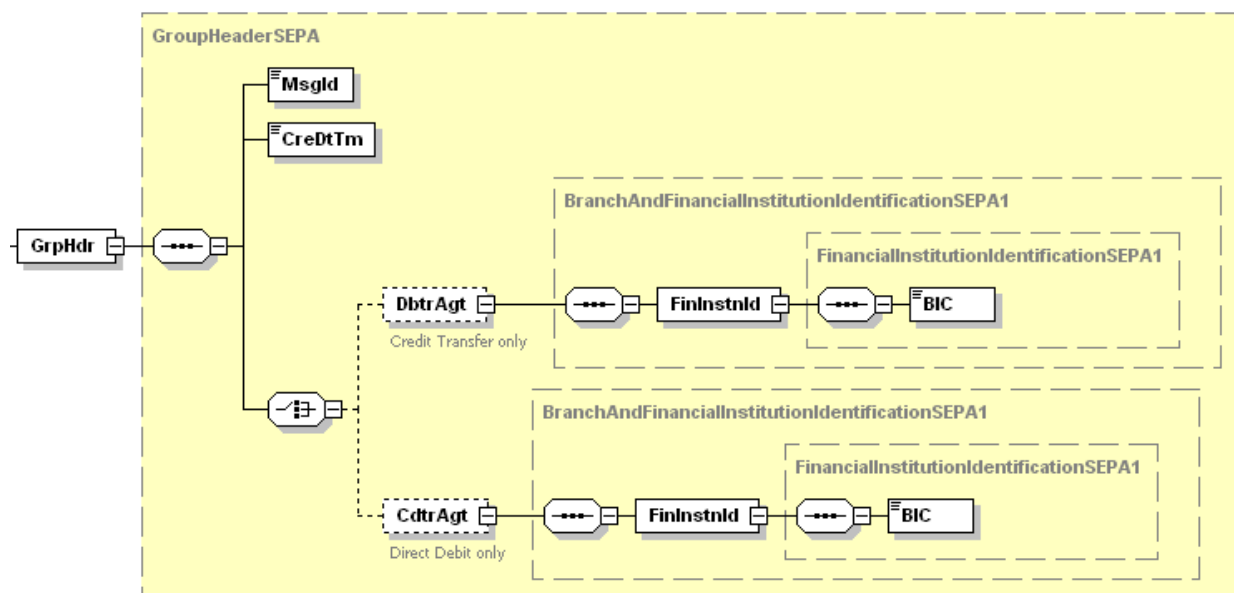 GroupHeaderSEPA
MsgId
CreDtTm
GrpHdr
BranchAndFinancialInstitutionIdentificationSEPA1
FinancialInstitutionIdentificationSEPA1
DbtrAgt
FinInstnId
BIC
Credit Transfer only
BranchAndFinancialInstitutionIdentificationSEPA1
FinancialInstitutionIdentificationSEPA1
CdtrAgt
FinInstnId
BIC
Direct Debit only